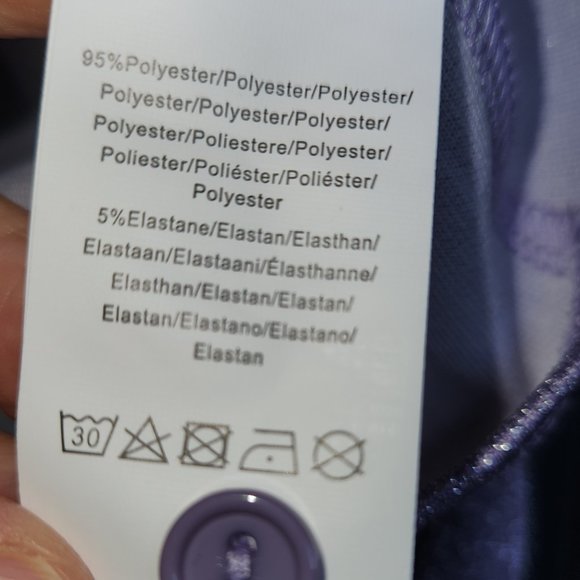 95%Polyester/Polyester/Polyester/
Polyester/Polyester/Polyester/
Polyester/Poliestere/Polyester/
Poliester/Poliéster/Poliéster/
Polyester
5%Elastane/Elastan/Elasthan/
Elastaan/Elastaani/Élasthanne/
Elasthan/Elastan/Elastan/
Elastan/Elastano/Elastano/
Elastan
30